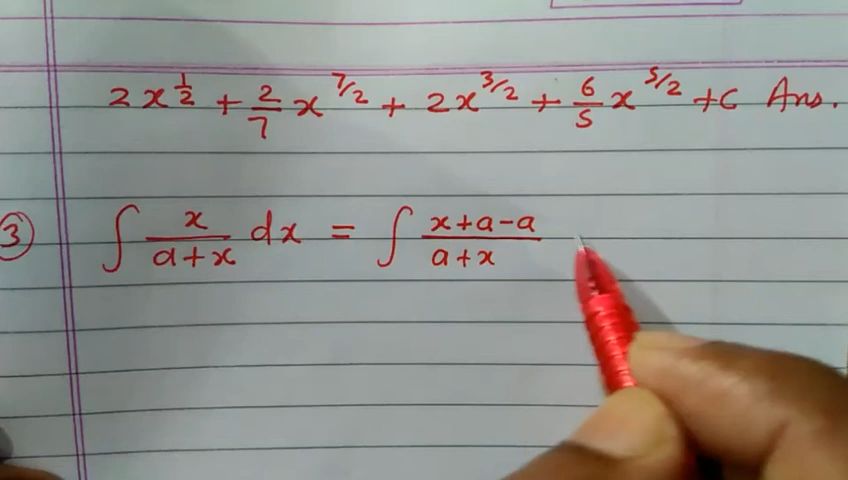 2x^{1/2} + 2/7 x^{7/2} + 2x^{3/2} + 6/5 x^{5/2} + C Ans.
③ ∫ x/(a+x) dx = ∫ (x+a-a)/(a+x)